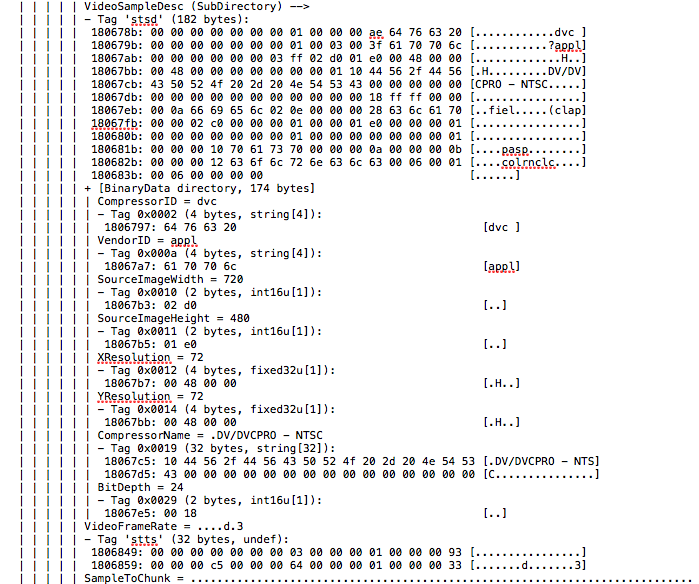 | | | | | VideoSampleDesc (SubDirectory) -->
| | | | | - Tag 'stsd' (182 bytes):
| | | | |  180678b: 00 00 00 00 00 00 00 01 00 00 00 ae 64 76 63 20 [............dvc ]
| | | | |  180679b: 00 00 00 00 00 00 00 01 00 03 00 3f 61 70 70 6c [...........?appl]
| | | | |  18067ab: 00 00 00 00 00 00 03 ff 02 d0 01 e0 00 48 00 00 [.............H..]
| | | | |  18067bb: 00 48 00 00 00 00 00 00 00 01 10 44 56 2f 44 56 [.H.........DV/DV]
| | | | |  18067cb: 43 50 52 4f 20 2d 20 4e 54 53 43 00 00 00 00 00 [CPRO - NTSC.....]
| | | | |  18067db: 00 00 00 00 00 00 00 00 00 00 00 18 ff ff 00 00 [................]
| | | | |  18067eb: 00 0a 66 69 65 6c 02 0e 00 00 00 28 63 6c 61 70 [..fiel.....(clap]
| | | | |  18067fb: 00 00 02 c0 00 00 00 01 00 00 01 e0 00 00 00 01 [................]
| | | | |  180680b: 00 00 00 00 00 00 00 01 00 00 00 00 00 00 00 01 [................]
| | | | |  180681b: 00 00 00 10 70 61 73 70 00 00 00 0a 00 00 00 0b [....pasp........]
| | | | |  180682b: 00 00 00 12 63 6f 6c 72 6e 63 6c 63 00 06 00 01 [....colrnclc....]
| | | | |  180683b: 00 06 00 00 00 00 [......]
| | | | | + [BinaryData directory, 174 bytes]
| | | | | | CompressorID = dvc
| | | | | | - Tag 0x0002 (4 bytes, string[4]):
| | | | | |  1806797: 64 76 63 20 [dvc ]
| | | | | | VendorID = appl
| | | | | | - Tag 0x000a (4 bytes, string[4]):
| | | | | |  18067a7: 61 70 70 6c [appl]
| | | | | | SourceImageWidth = 720
| | | | | | - Tag 0x0010 (2 bytes, int16u[1]):
| | | | | |  18067b3: 02 d0 [..]
| | | | | | SourceImageHeight = 480
| | | | | | - Tag 0x0011 (2 bytes, int16u[1]):
| | | | | |  18067b5: 01 e0 [..]
| | | | | | XResolution = 72
| | | | | | - Tag 0x0012 (4 bytes, fixed32u[1]):
| | | | | |  18067b7: 00 48 00 00 [.H..]
| | | | | | YResolution = 72
| | | | | | - Tag 0x0014 (4 bytes, fixed32u[1]):
| | | | | |  18067bb: 00 48 00 00 [.H..]
| | | | | | CompressorName = .DV/DVCPRO - NTSC
| | | | | | - Tag 0x0019 (32 bytes, string[32]):
| | | | | |  18067c5: 10 44 56 2f 44 56 43 50 52 4f 20 2d 20 4e 54 53 [.DV/DVCPRO - NTS]
| | | | | |  18067d5: 43 00 00 00 00 00 00 00 00 00 00 00 00 00 00 00 [C...............]
| | | | | | BitDepth = 24
| | | | | | - Tag 0x0029 (2 bytes, int16u[1]):
| | | | | |  18067e5: 00 18 [..]
| | | | | VideoFrameRate = ....d.3
| | | | | - Tag 'stts' (32 bytes, undef):
| | | | |  1806849: 00 00 00 00 00 00 00 03 00 00 00 01 00 00 00 93 [................]
| | | | |  1806859: 00 00 00 c5 00 00 00 64 00 00 00 01 00 00 00 33 [.......d.......3]
| | | | | SampleToChunk = ................................................................................